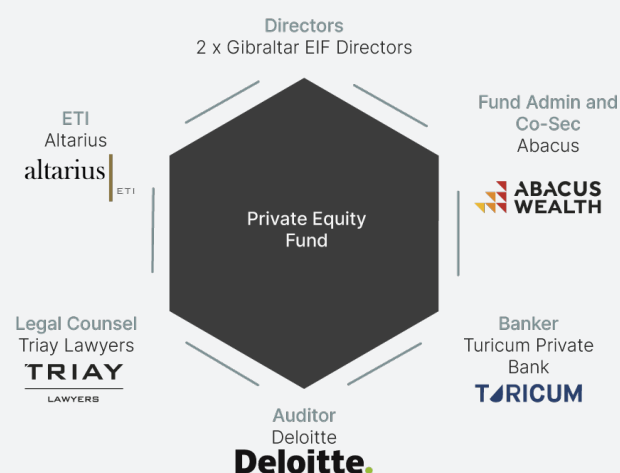 Directors
2 x Gibraltar EIF Directors
ETI
Altarius
altarius
ETI
Fund Admin and
Co-Sec
Abacus
ABACUS
WEALTH
Private Equity
Fund
Legal Counsel
Triay Lawyers
TRIAY
LAWYERS
Banker
Turicum Private
Bank
TURICUM
Auditor
Deloitte
Deloitte.